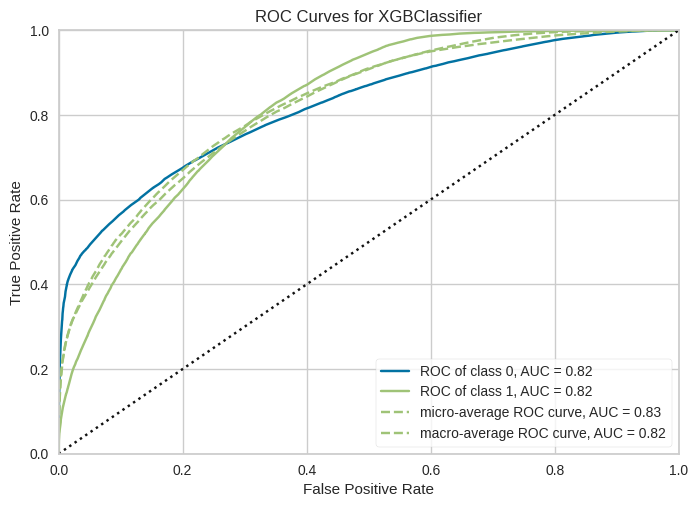 ROC Curves for XGBClassifier
True Positive Rate
1.0
0.8
0.6
0.4
0.2
0.0
ROC of class 0, AUC = 0.82
ROC of class 1, AUC = 0.82
micro-average ROC curve, AUC = 0.83
macro-average ROC curve, AUC = 0.82
0.0 0.2 0.4 0.6 0.8 1.0
False Positive Rate